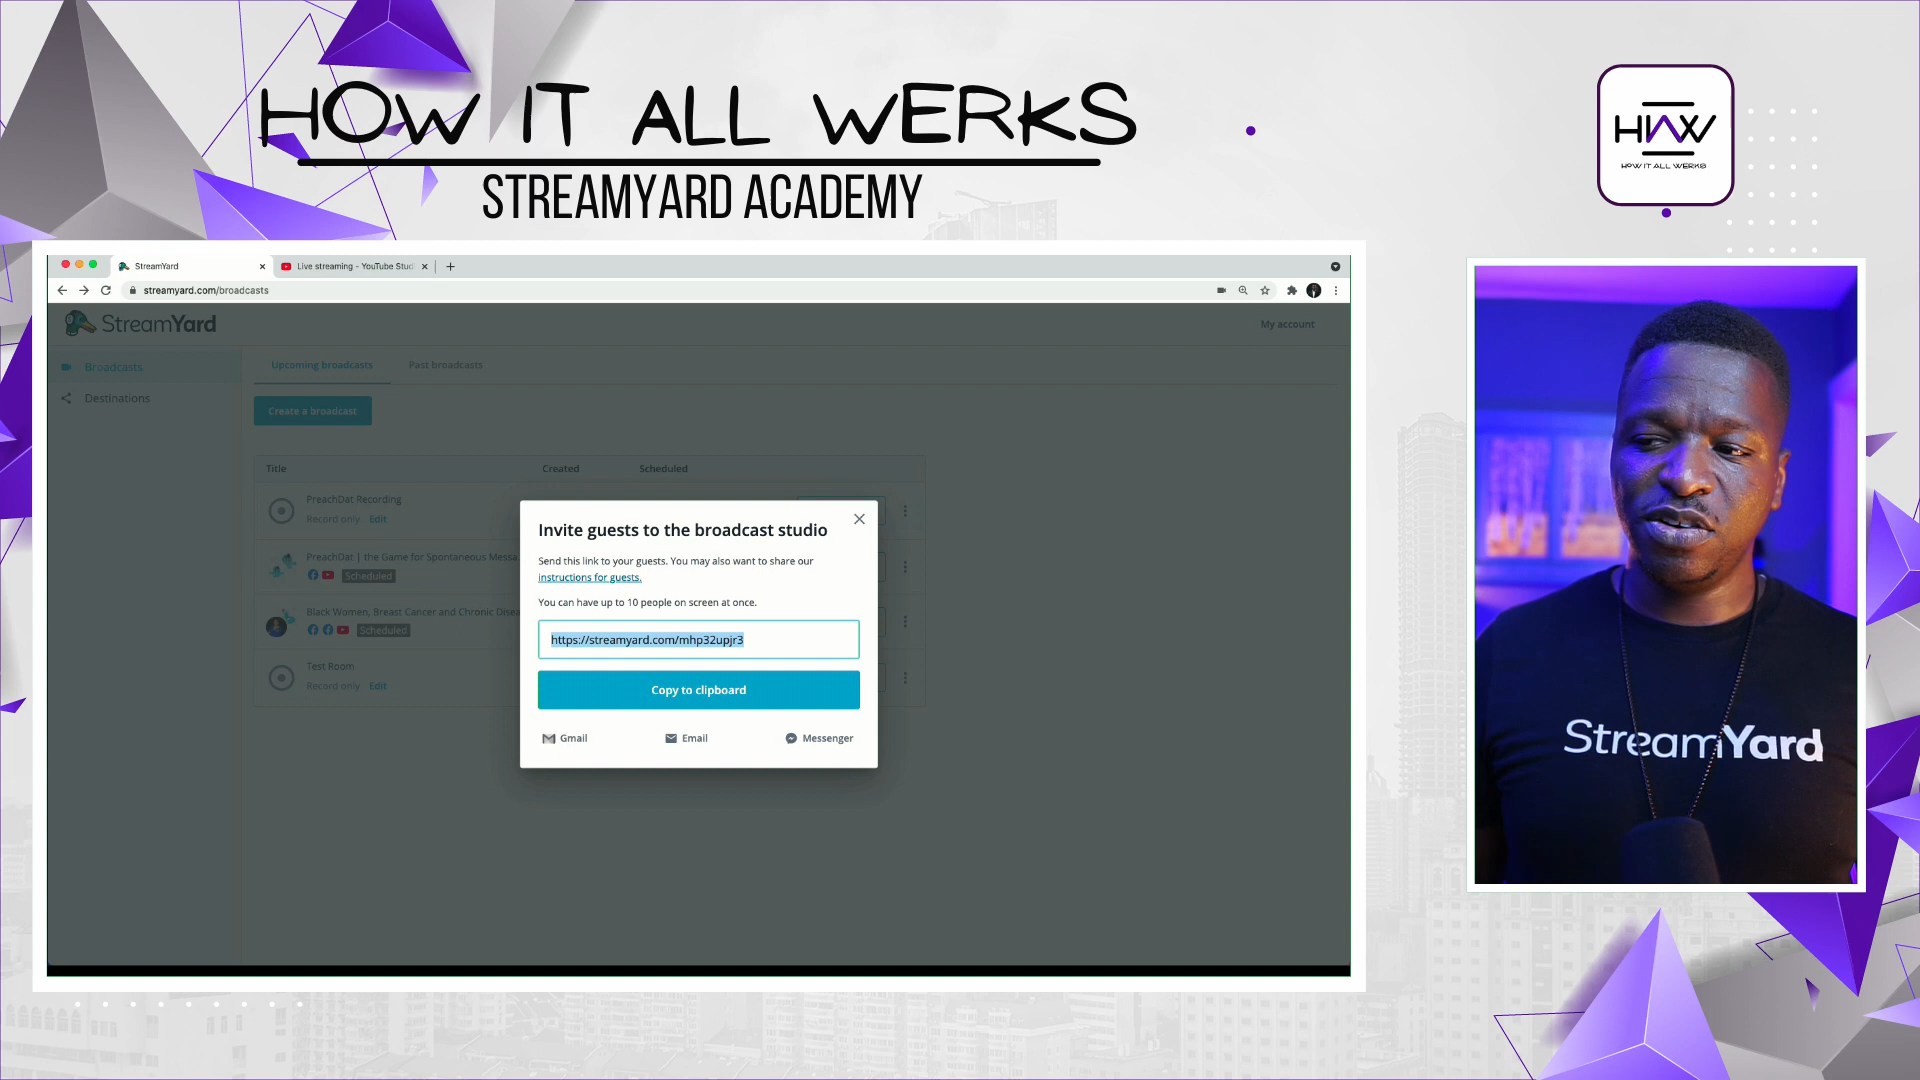 HOW IT ALL WERKS
STREAMYARD ACADEMY
HIAW
HOW IT ALL WERKS
StreamYard
Live streaming - YouTube Stud
streamyard.com/broadcasts
StreamYard
My account
Broadcasts
Destinations
Upcoming broadcasts
Past broadcasts
Create a broadcast
Title Created Scheduled
PreachDat Recording
Record only Edit
PreachDat | the Game for Spontaneous Messa...
Scheduled
Black Women, Breast Cancer and Chronic Disea
Scheduled
Test Room
Record only Edit
Invite guests to the broadcast studio
Send this link to your guests. You may also want to share our
instructions for guests.
You can have up to 10 people on screen at once.
https://streamyard.com/mhp32upjr3
Copy to clipboard
Gmail Email Messenger
StreamYard